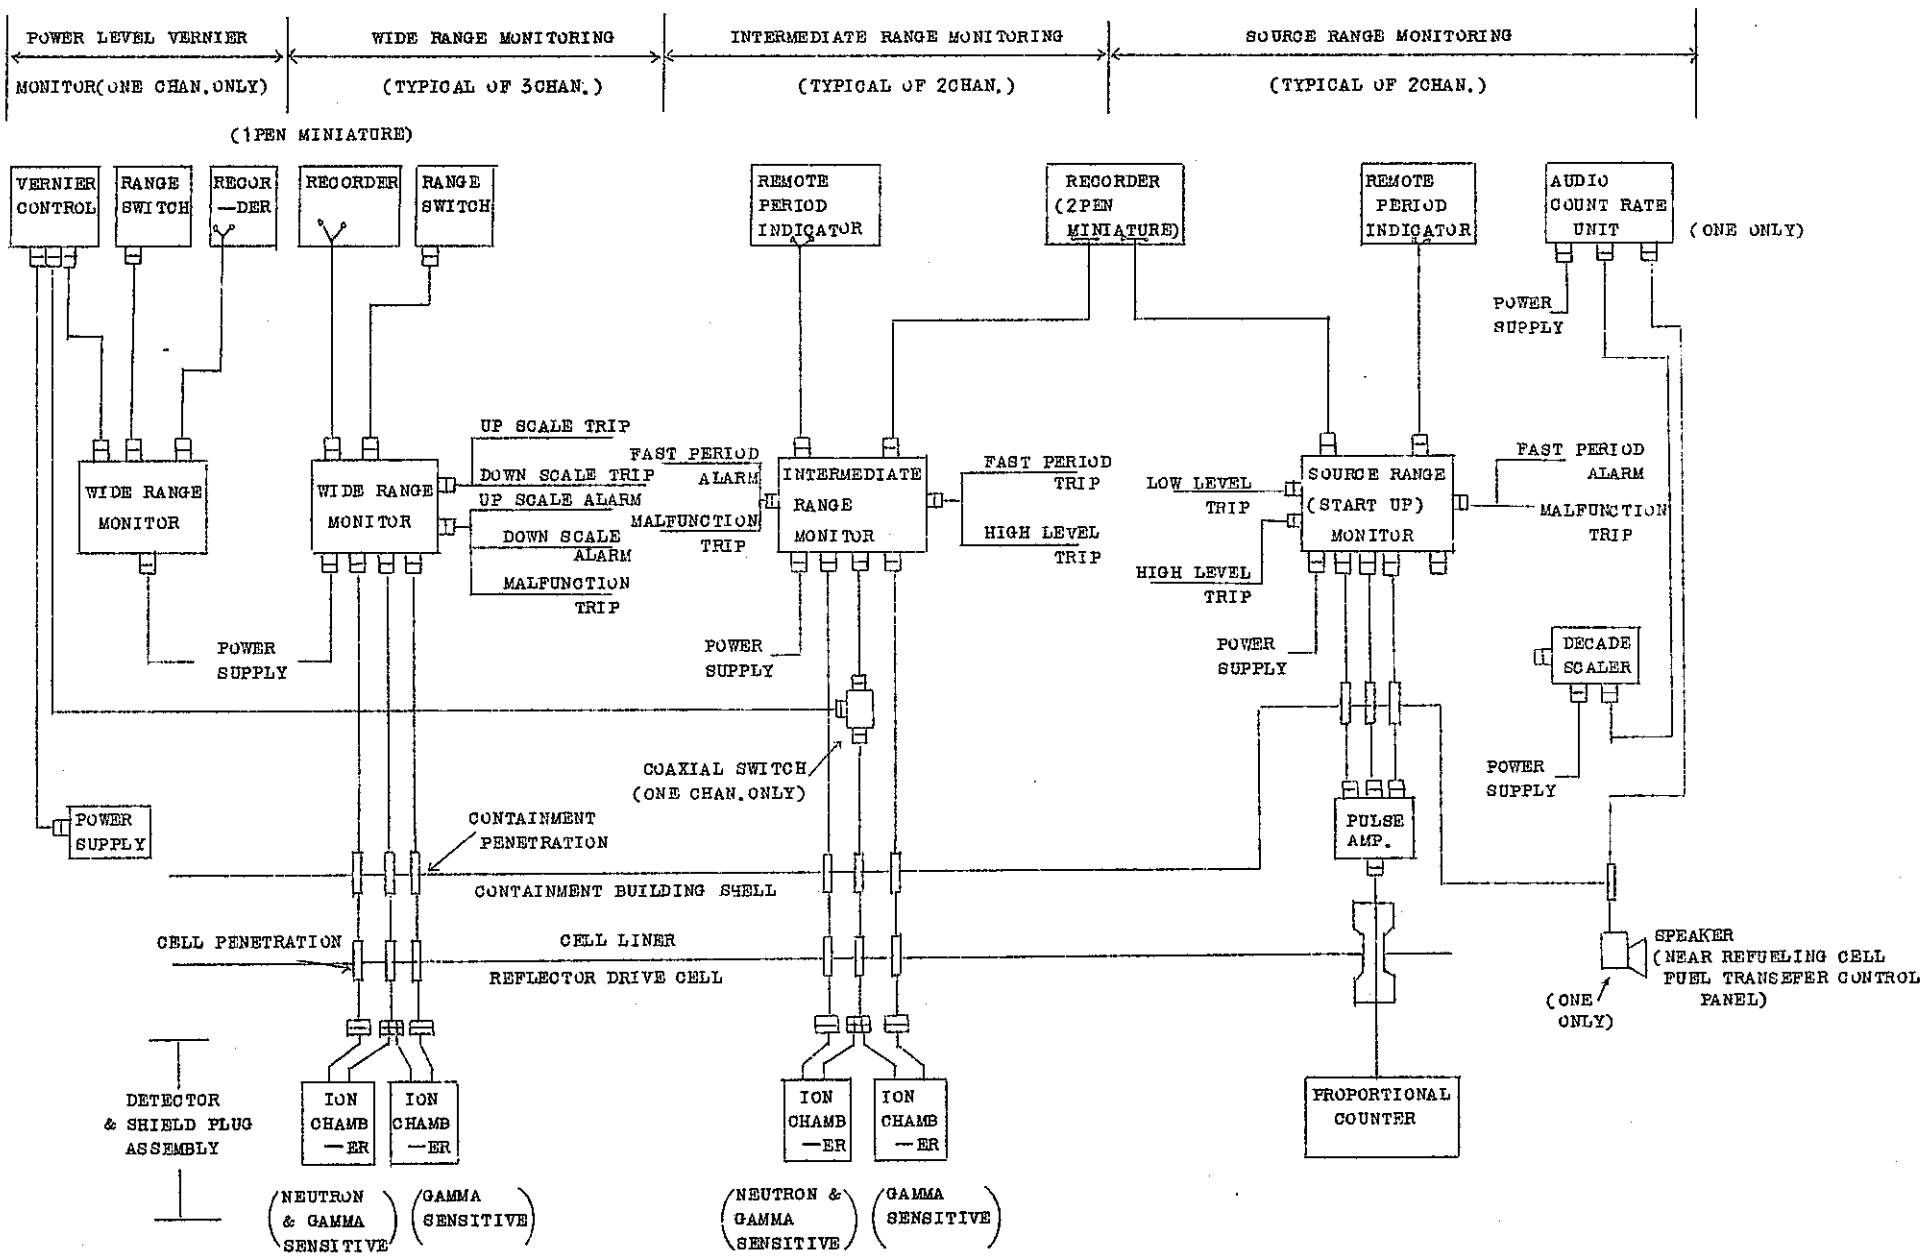 POWER LEVEL VERNIER
MONITOR(ONE CHAN.ONLY)
WIDE RANGE MONITORING
(TYPICAL OF 3CHAN.)
INTERMEDIATE RANGE MONITORING
(TYPICAL OF 2CHAN.)
SOURCE RANGE MONITORING
(TYPICAL OF 2CHAN.)
(1PEN MINIATURE)
VERNIER
CONTROL
RANGE
SWITCH
RECOR
—DER
RECORDER
RANGE
SWITCH
REMOTE
PERIOD
INDICATOR
RECORDER
(2PEN
MINIATURE)
REMOTE
PERIOD
INDICATOR
AUDIO
COUNT RATE
UNIT
(ONE ONLY)
POWER
SUPPLY
WIDE RANGE
MONITOR
WIDE RANGE
MONITOR
UP SCALE TRIP
DOWN SCALE TRIP
UP SCALE ALARM
DOWN SCALE
ALARM
MALFUNCTION
TRIP
FAST PERIOD
ALARM
MALFUNCTION
TRIP
INTERMEDIATE
RANGE
MONITOR
FAST PERIOD
TRIP
HIGH LEVEL
TRIP
LOW LEVEL
TRIP
HIGH LEVEL
TRIP
SOURCE RANGE
(START UP)
MONITOR
FAST PERIOD
ALARM
MALFUNCTION
TRIP
POWER
SUPPLY
POWER
SUPPLY
POWER
SUPPLY
DECADE
SCALER
POWER
SUPPLY
COAXIAL SWITCH
(ONE CHAN.ONLY)
POWER
SUPPLY
CONTAINMENT
PENETRATION
PULSE
AMP.
CONTAINMENT BUILDING SHELL
CELL PENETRATION
CELL LINER
REFLECTOR DRIVE CELL
SPEAKER
(NEAR REFUELING CELL
FUEL TRANSEFER CONTROL
PANEL)
(ONE
ONLY)
DETECTOR
& SHIELD PLUG
ASSEMBLY
ION
CHAMB
—ER
ION
CHAMB
—ER
ION
CHAMB
—ER
ION
CHAMB
—ER
PROPORTIONAL
COUNTER
(NEUTRON
& GAMMA
SENSITIVE)
(GAMMA
SENSITIVE)
(NEUTRON &
GAMMA
SENSITIVE)
(GAMMA
SENSITIVE)